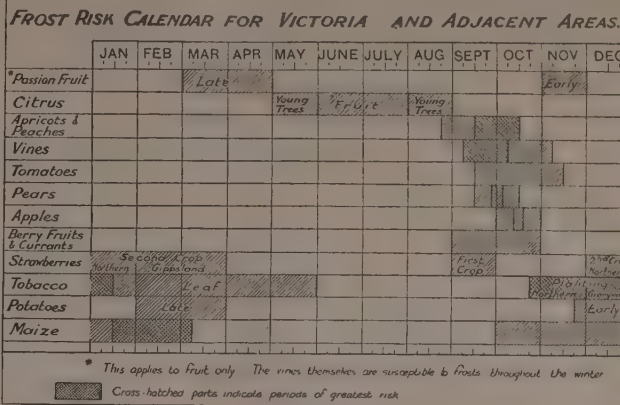 FROST RISK CALENDAR FOR VICTORIA AND ADJACENT AREAS.
JAN FEB MAR APR MAY JUNE JULY AUG SEPT OCT NOV DEC
*Passion Fruit Late Early
Citrus Young Trees Fruit Young Trees
Apricots & Peaches
Vines
Tomatoes
Pears
Apples
Berry Fruits & Currants
Strawberries Second Crop Northern Gippsland First Crop
Tobacco Leaf Northern
Potatoes Late Early
Maize
* This applies to fruit only The vines themselves are susceptible to frosts throughout the winter
Cross-hatched parts indicate periods of greatest risk